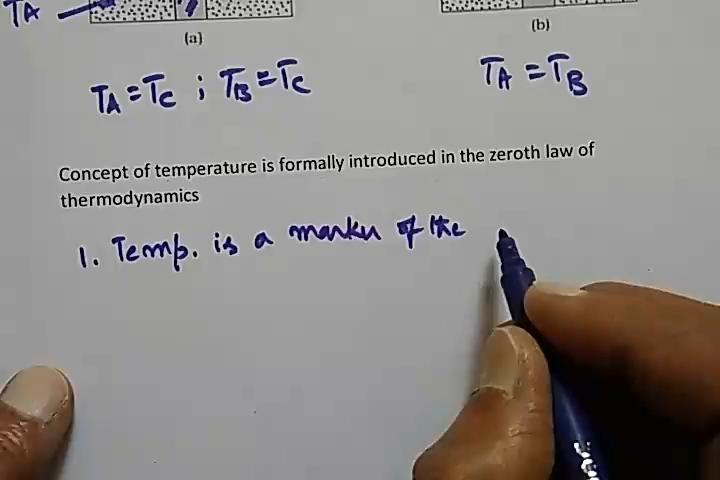 TA
(a)
(b)
TA = TC ; TB = TC
TA = TB
Concept of temperature is formally introduced in the zeroth law of
thermodynamics
1. Temp. is a marker of the